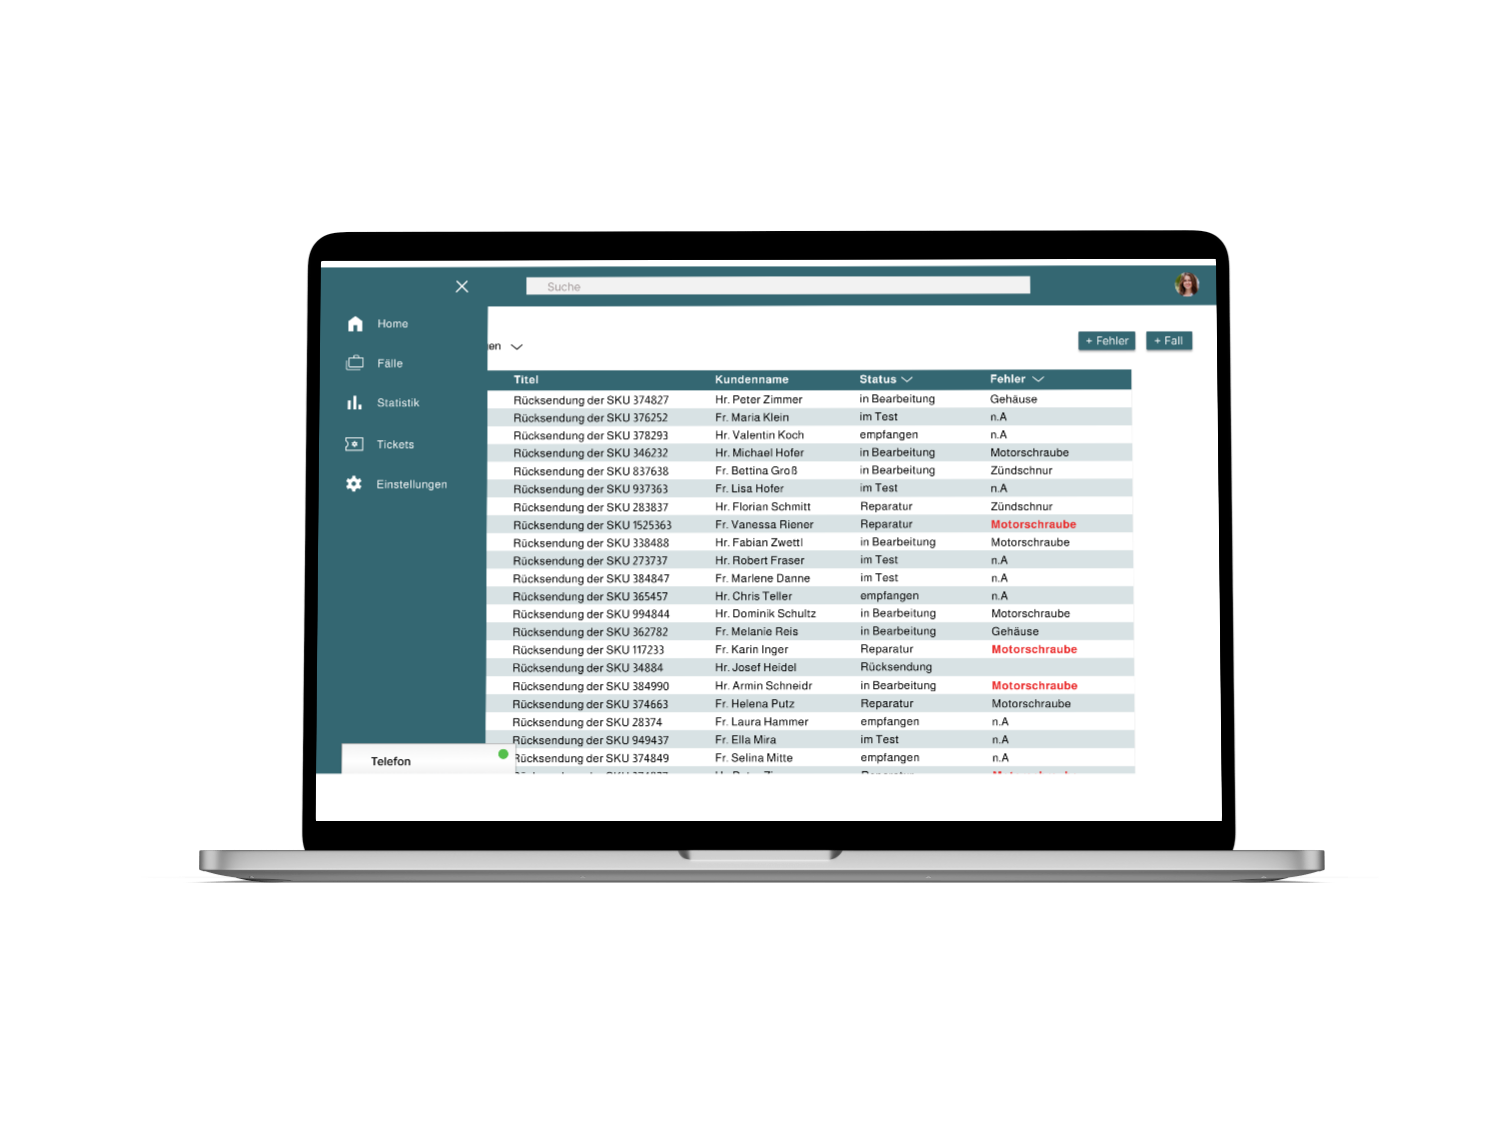 Suche
Home
Fälle
Statistik
Tickets
Einstellungen
+ Fehler
+ Fall
Titel Kundenname Status Fehler
Rücksendung der SKU 374827 Hr. Peter Zimmer in Bearbeitung Gehäuse
Rücksendung der SKU 376252 Fr. Maria Klein im Test n.A
Rücksendung der SKU 378293 Hr. Valentin Koch empfangen n.A
Rücksendung der SKU 346232 Hr. Michael Hofer in Bearbeitung Motorschraube
Rücksendung der SKU 837638 Fr. Bettina Groß in Bearbeitung Zündschnur
Rücksendung der SKU 937363 Fr. Lisa Hofer im Test n.A
Rücksendung der SKU 283837 Hr. Florian Schmitt Reparatur Zündschnur
Rücksendung der SKU 1525363 Fr. Vanessa Riener Reparatur Motorschraube
Rücksendung der SKU 338488 Hr. Fabian Zwettl in Bearbeitung Motorschraube
Rücksendung der SKU 273737 Hr. Robert Fraser im Test n.A
Rücksendung der SKU 384847 Fr. Marlene Danne im Test n.A
Rücksendung der SKU 365457 Hr. Chris Teller empfangen n.A
Rücksendung der SKU 994844 Hr. Dominik Schultz in Bearbeitung Motorschraube
Rücksendung der SKU 362782 Fr. Melanie Reis in Bearbeitung Gehäuse
Rücksendung der SKU 117233 Fr. Karin Inger Reparatur Motorschraube
Rücksendung der SKU 34884 Hr. Josef Heidel Rücksendung
Rücksendung der SKU 384990 Hr. Armin Schneidr in Bearbeitung Motorschraube
Rücksendung der SKU 374663 Fr. Helena Putz Reparatur Motorschraube
Rücksendung der SKU 28374 Fr. Laura Hammer empfangen n.A
Rücksendung der SKU 949437 Fr. Ella Mira im Test n.A
Rücksendung der SKU 374849 Fr. Selina Mitte empfangen n.A
Telefon